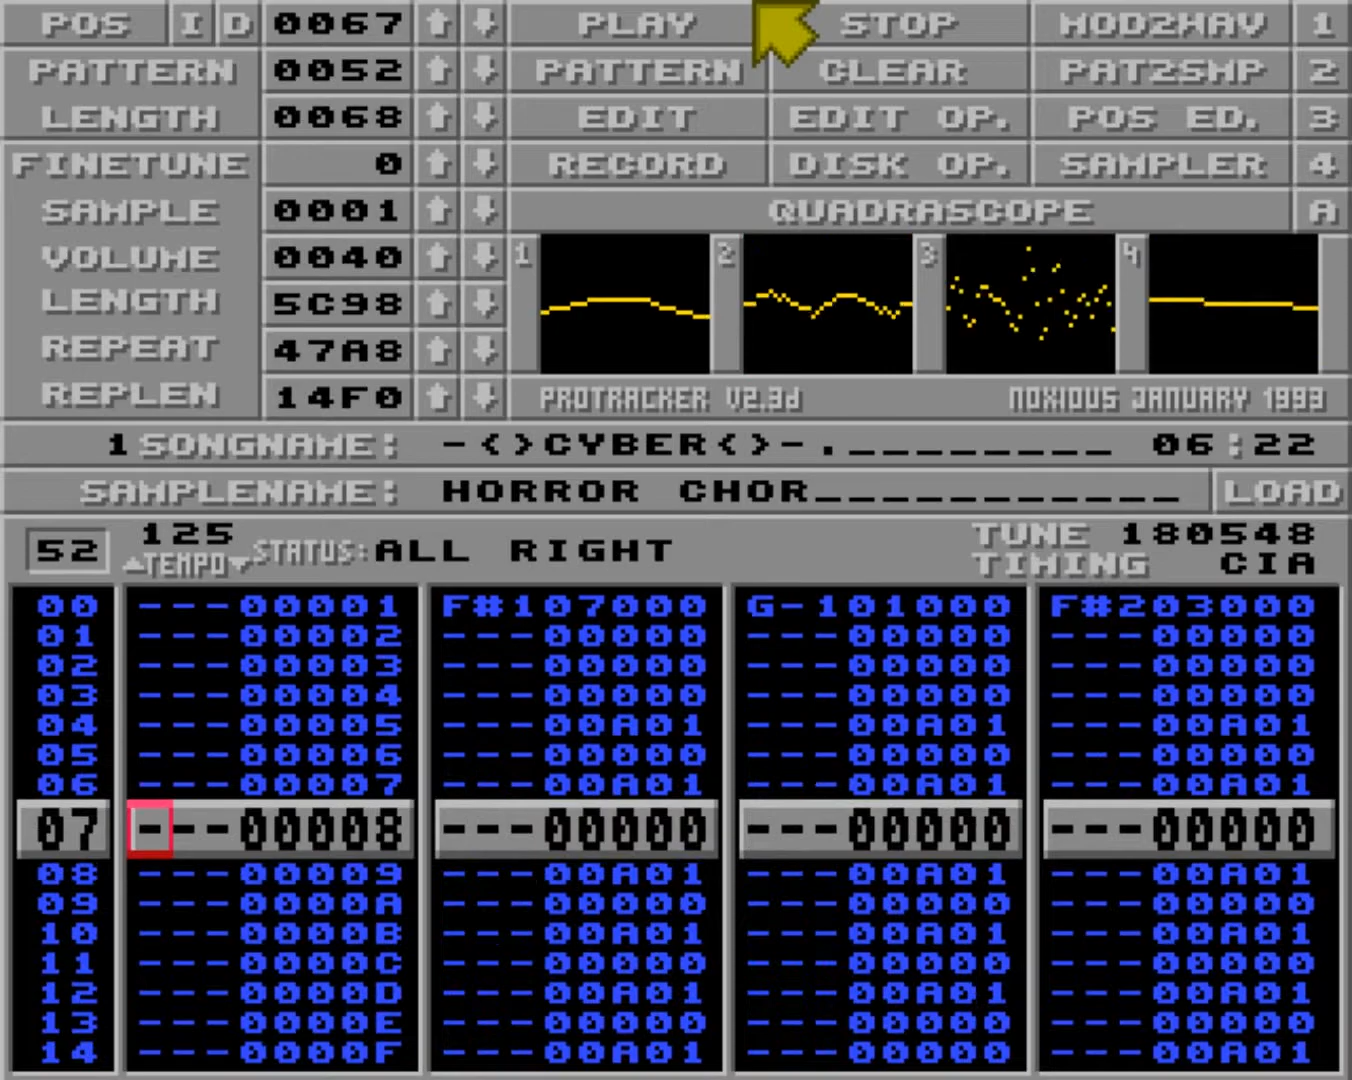 POS I D 0067 PLAY STOP MOD2WAV 1
PATTERN 0052 PATTERN CLEAR PAT2SMP 2
LENGTH 0068 EDIT EDIT OP. POS ED. 3
FINETUNE 0 RECORD DISK OP. SAMPLER 4
SAMPLE 0001 QUADRASCOPE A
VOLUME 0040 1 2 3 4
LENGTH 5C98
REPEAT 47A8
REPLEN 14F0 PROTRACKER V2.3d NOXIOUS JANUARY 1993
1 SONGNAME: -<>CYBER<>-.________ 06:22
SAMPLENAME: HORROR CHOR___________ LOAD
52 125 TEMPO STATUS: ALL RIGHT TUNE 180548
TIMING CIA
00 ---00001 F#107000 G-101000 F#203000
01 ---00002 ---00000 ---00000 ---00000
02 ---00003 ---00000 ---00000 ---00000
03 ---00004 ---00000 ---00000 ---00000
04 ---00005 ---00A01 ---00A01 ---00A01
05 ---00006 ---00000 ---00000 ---00000
06 ---00007 ---00A01 ---00A01 ---00A01
07 ---00008 ---00000 ---00000 ---00000
08 ---00009 ---00A01 ---00A01 ---00A01
09 ---0000A ---00000 ---00000 ---00000
10 ---0000B ---00A01 ---00A01 ---00A01
11 ---0000C ---00000 ---00000 ---00000
12 ---0000D ---00A01 ---00A01 ---00A01
13 ---0000E ---00000 ---00000 ---00000
14 ---0000F ---00A01 ---00000 ---00A01